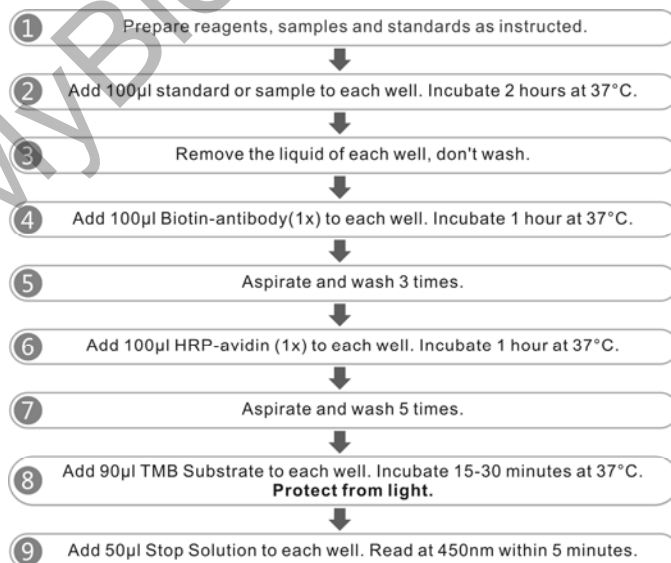 1 Prepare reagents, samples and standards as instructed.
2 Add 100µl standard or sample to each well. Incubate 2 hours at 37°C.
3 Remove the liquid of each well, don't wash.
4 Add 100µl Biotin-antibody(1x) to each well. Incubate 1 hour at 37°C.
5 Aspirate and wash 3 times.
6 Add 100µl HRP-avidin (1x) to each well. Incubate 1 hour at 37°C.
7 Aspirate and wash 5 times.
8 Add 90µl TMB Substrate to each well. Incubate 15-30 minutes at 37°C.
Protect from light.
9 Add 50µl Stop Solution to each well. Read at 450nm within 5 minutes.